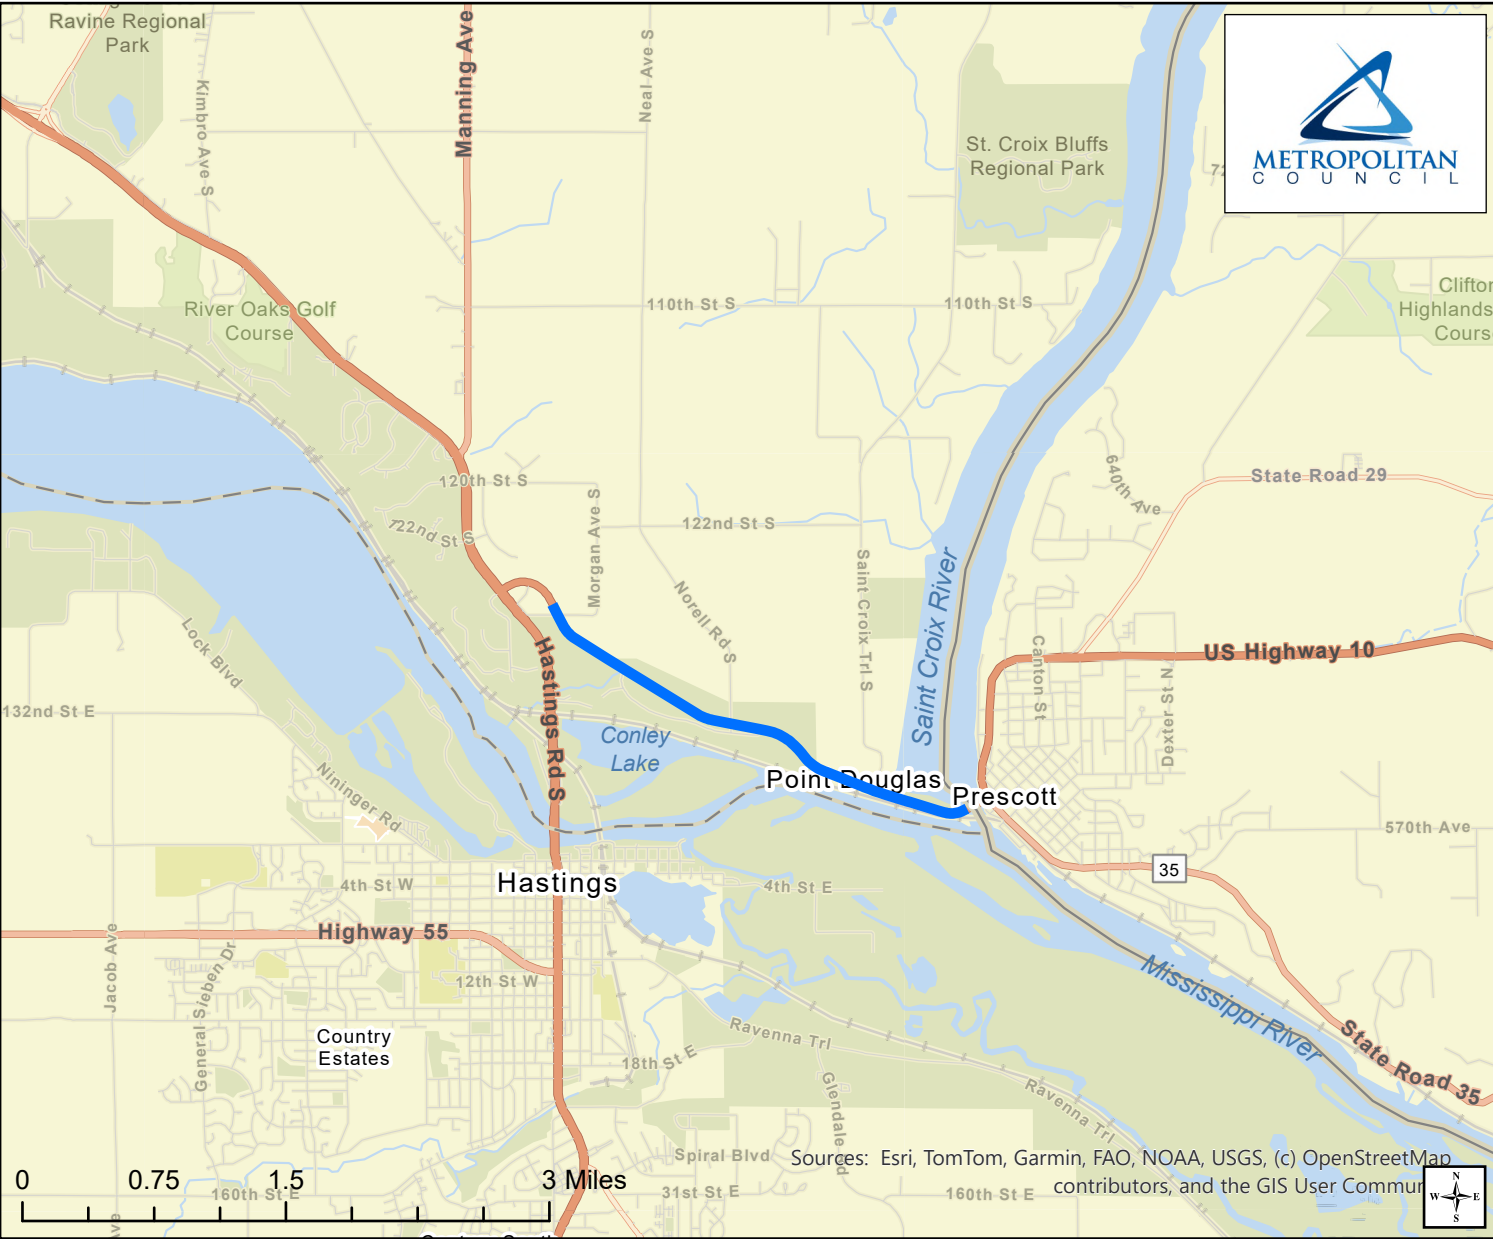 Ravine Regional
Park
Manning Ave
Neal Ave S
Kimbro Ave S
METROPOLITAN
COUNCIL
St. Croix Bluffs
Regional Park
River Oaks Golf
Course
110th St S
110th St S
Highlands
State Road 29
640th Ave
120th St S
122nd St S
Morgan Ave S
122nd St S
Saint Croix River
Saint Croix Trl S
Norell Rd S
Lock Blvd
Hastings Rd S
Canton St
US Highway 10
Dexter St N
132nd St E
Conley
Lake
Point Douglas
Prescott
Nininger Rd
570th Ave
35
4th St W
Hastings
4th St E
Highway 55
Jacob Ave
General Sieben Dr
12th St W
Mississippi River
Country
Estates
Ravenna Trl
18th St E
State Road 35
Glendale
Ravenna Trl
Spiral Blvd
Sources: Esri, TomTom, Garmin, FAO, NOAA, USGS, (c) OpenStreetMap
contributors, and the GIS User
0 0.75 1.5 3 Miles
160th St E
31st St E
160th St E
N
W E
S